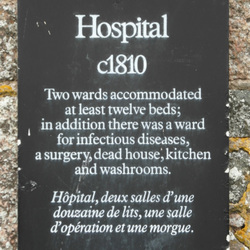 Hospital
c1810
Two wards accommodated
at least twelve beds;
in addition there was a ward
for infectious diseases,
a surgery, dead house, kitchen
and washrooms.
Hôpital, deux salles d'une
douzaine de lits, une salle
d'opération et une morgue.